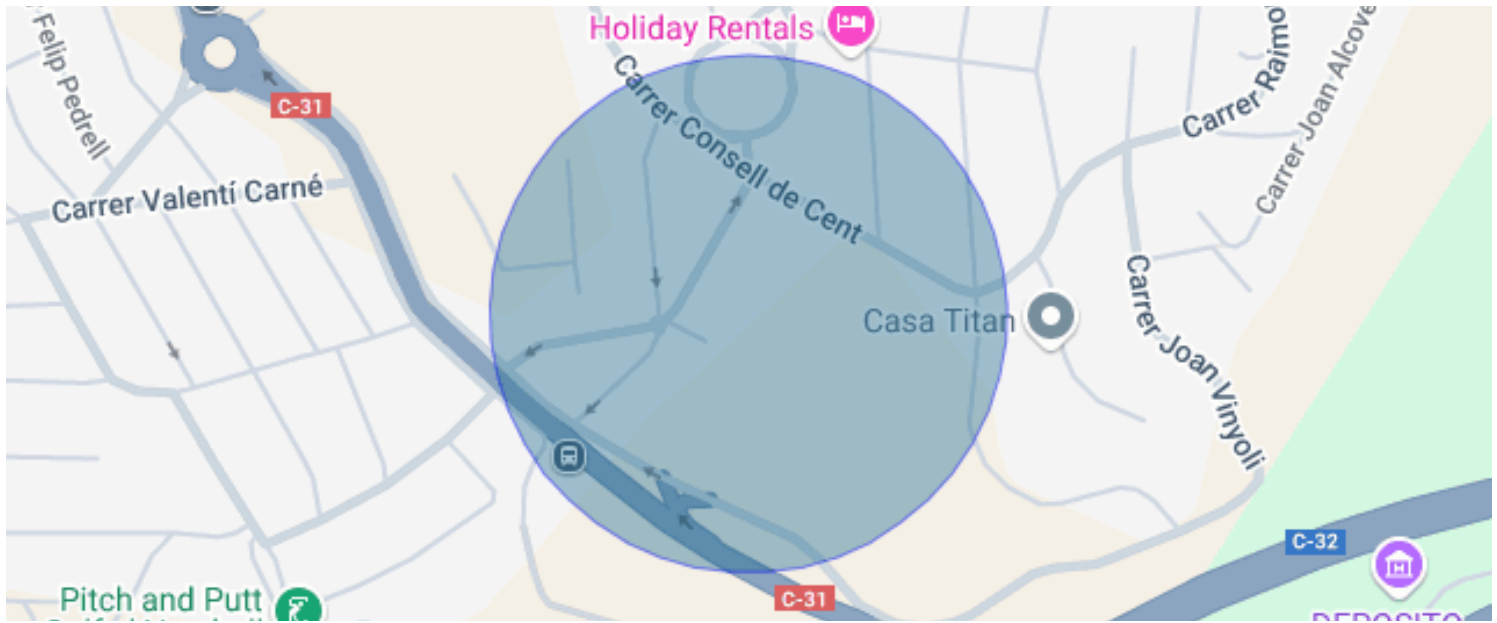 Holiday Rentals
Felip Pedrell
C-31
Carrer Valentí Carné
Carrer Consell de Cent
Carrer Raimo
Carrer Joan Alcove
Casa Titan
Carrer Joan Vinyoli
C-32
C-31
Pitch and Putt
DEPOSITO